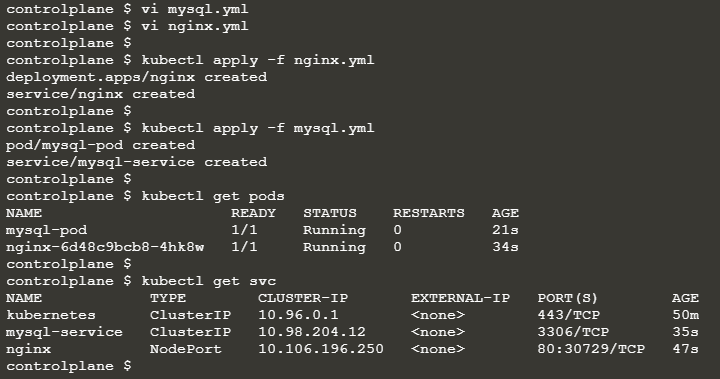 controlplane $ vi mysql.yml
controlplane $ vi nginx.yml
controlplane $
controlplane $ kubectl apply -f nginx.yml
deployment.apps/nginx created
service/nginx created
controlplane $
controlplane $ kubectl apply -f mysql.yml
pod/mysql-pod created
service/mysql-service created
controlplane $
controlplane $ kubectl get pods
NAME READY STATUS RESTARTS AGE
mysql-pod 1/1 Running 0 21s
nginx-6d48c9bcb8-4hk8w 1/1 Running 0 34s
controlplane $
controlplane $ kubectl get svc
NAME TYPE CLUSTER-IP EXTERNAL-IP PORT(S) AGE
kubernetes ClusterIP 10.96.0.1 <none> 443/TCP 50m
mysql-service ClusterIP 10.98.204.12 <none> 3306/TCP 35s
nginx NodePort 10.106.196.250 <none> 80:30729/TCP 47s
controlplane $